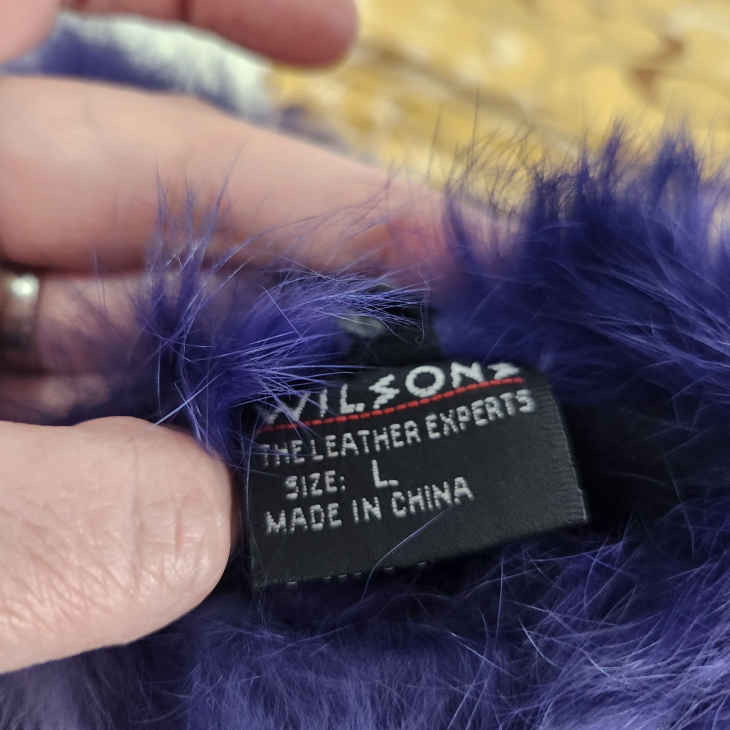 WILSONS
THE LEATHER EXPERTS
SIZE: L
MADE IN CHINA